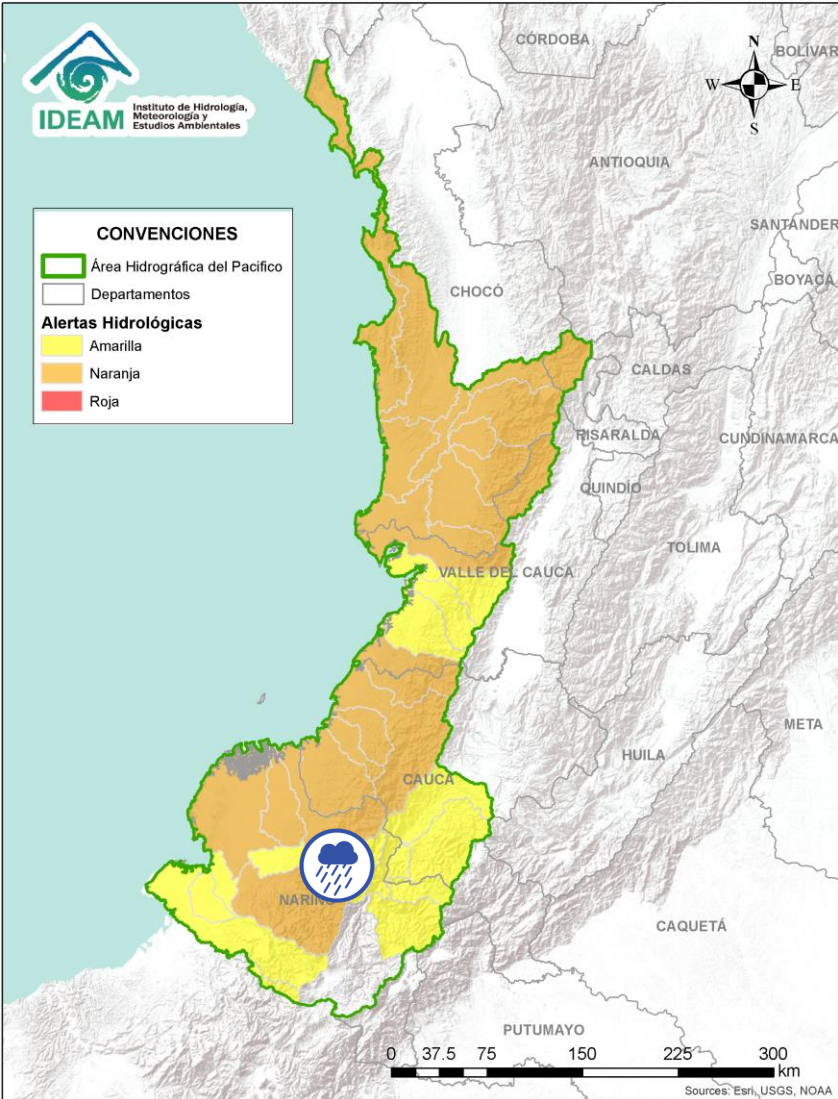 IDEAM
Instituto de Hidrología,
Meteorología y
Estudios Ambientales
N
W
E
S
CÓRDOBA
BOLÍVAR
ANTIOQUIA
SANTANDER
BOYACÁ
CHOCÓ
CALDAS
RISARALDA
CUNDINAMARCA
QUINDÍO
TOLIMA
VALLE DEL CAUCA
META
HUILA
CAUCA
NARIÑO
CAQUETÁ
PUTUMAYO
CONVENCIONES
Área Hidrográfica del Pacifico
Departamentos
Alertas Hidrológicas
Amarilla
Naranja
Roja
0 37.5 75 150 225 300
km
Sources: Esri, USGS, NOAA